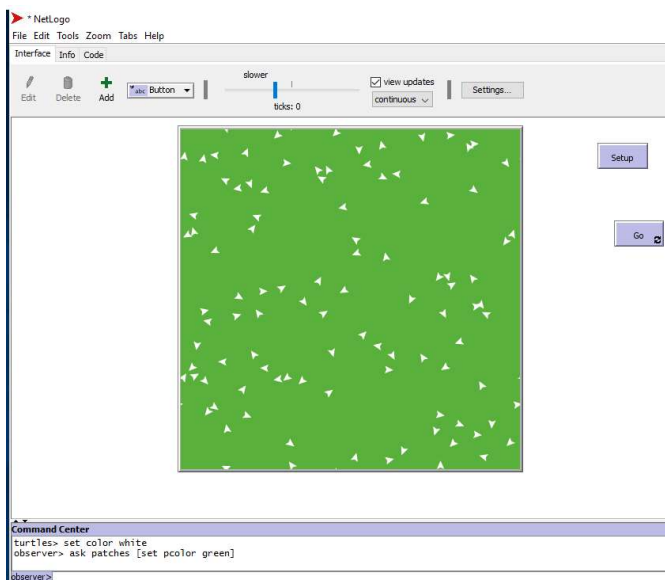 * NetLogo
File Edit Tools Zoom Tabs Help
Interface Info Code
Edit Delete Add abc Button slower ticks: 0 view updates continuous Settings...
Setup
Go
Command Center
turtles> set color white
observer> ask patches [set pcolor green]
observer>